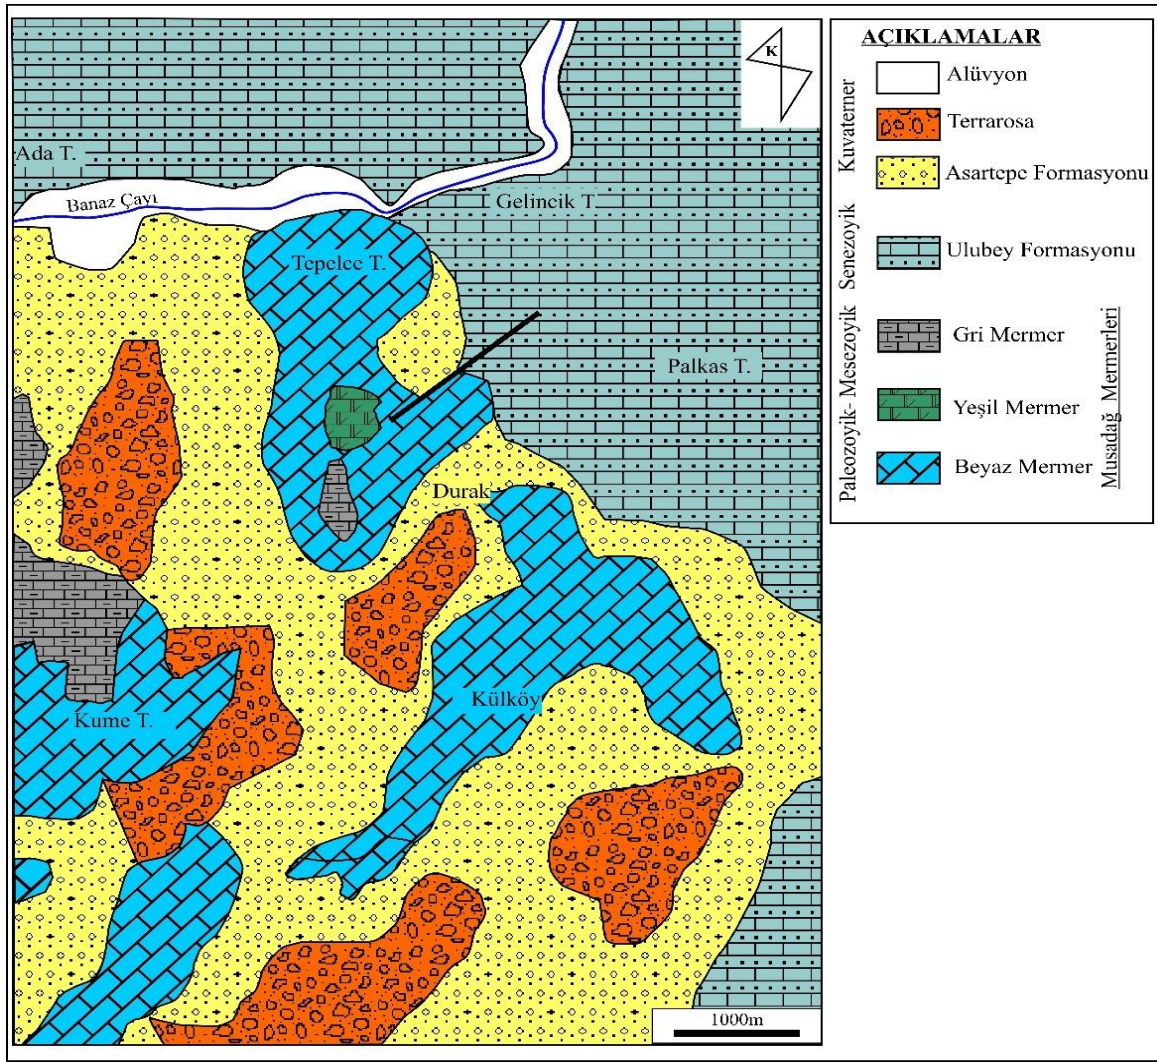 K
Ada T.
Banaz Çayı
Gelincik T.
Tepelce T.
Palkas T.
Durak
Külköy
Kume T.
1000m
AÇIKLAMALAR
Kuvaterner
Alüvyon
Terrarosa
Asartepe Formasyonu
Senezoyik
Ulubey Formasyonu
Paleozoyik- Mesezoyik
Gri Mermer
Yeşil Mermer
Beyaz Mermer
Musadağ Mermerleri